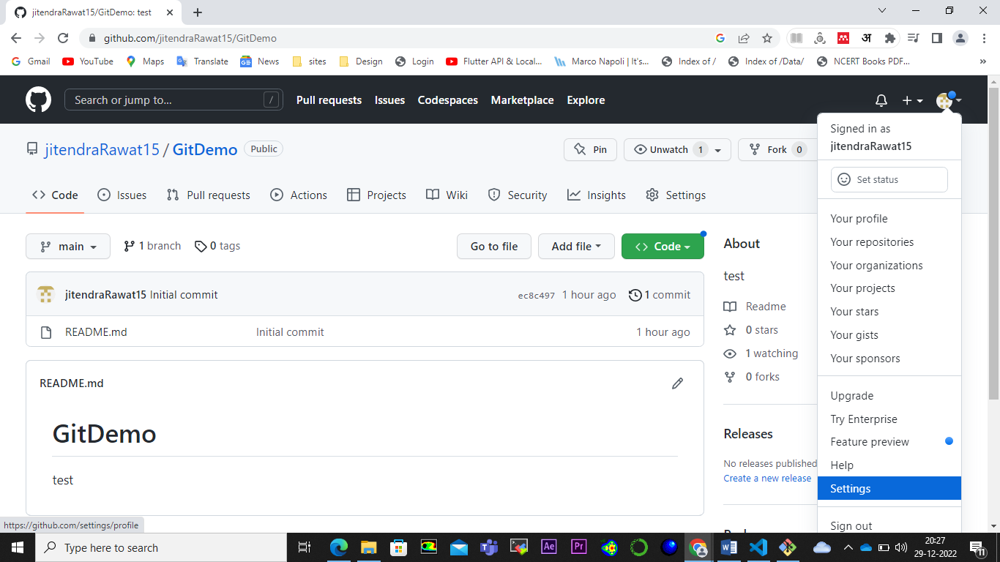 jitendraRawat15/GitDemo: test
github.com/jitendraRawat15/GitDemo
अ
Gmail YouTube Maps Translate News sites Design Login Flutter API & Local... Marco Napoli | It's... Index of / Index of /Data/ NCERT Books PDF... »
Search or jump to... / Pull requests Issues Codespaces Marketplace Explore
jitendraRawat15 / GitDemo Public
Pin Unwatch 1 Fork 0
Code Issues Pull requests Actions Projects Wiki Security Insights Settings
main 1 branch 0 tags Go to file Add file Code
jitendraRawat15 Initial commit ec8c497 1 hour ago 1 commit
README.md Initial commit 1 hour ago
README.md
GitDemo
test
About
test
Readme
0 stars
1 watching
0 forks
Releases
No releases published
Create a new release
Signed in as
jitendraRawat15
Set status
Your profile
Your repositories
Your organizations
Your projects
Your stars
Your gists
Your sponsors
Upgrade
Try Enterprise
Feature preview
Help
Settings
Sign out
https://github.com/settings/profile
Type here to search
Ae
Pr
20:27
29-12-2022
11